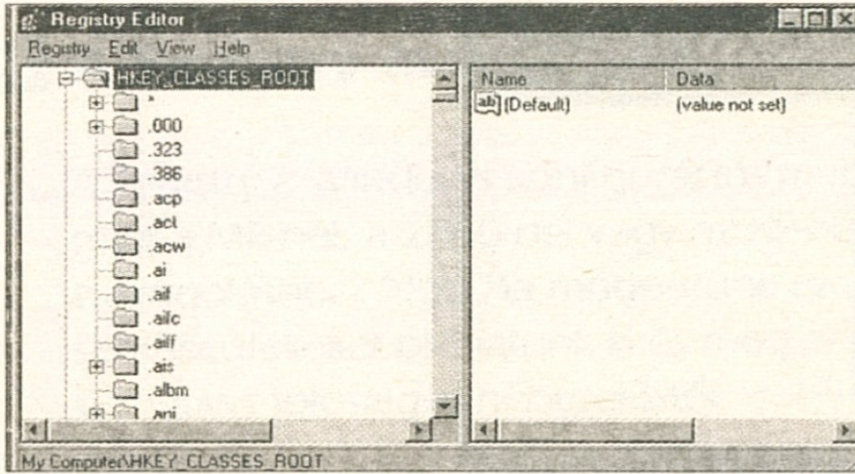 Registry Editor
Registry Edit View Help
HKEY_CLASSES_ROOT
*
.000
.323
.386
.acp
.act
.acw
.ai
.aif
.aifc
.aiff
.ais
.albm
.ani
Name Data
ab (Default) (value not set)
My Computer\HKEY_CLASSES_ROOT